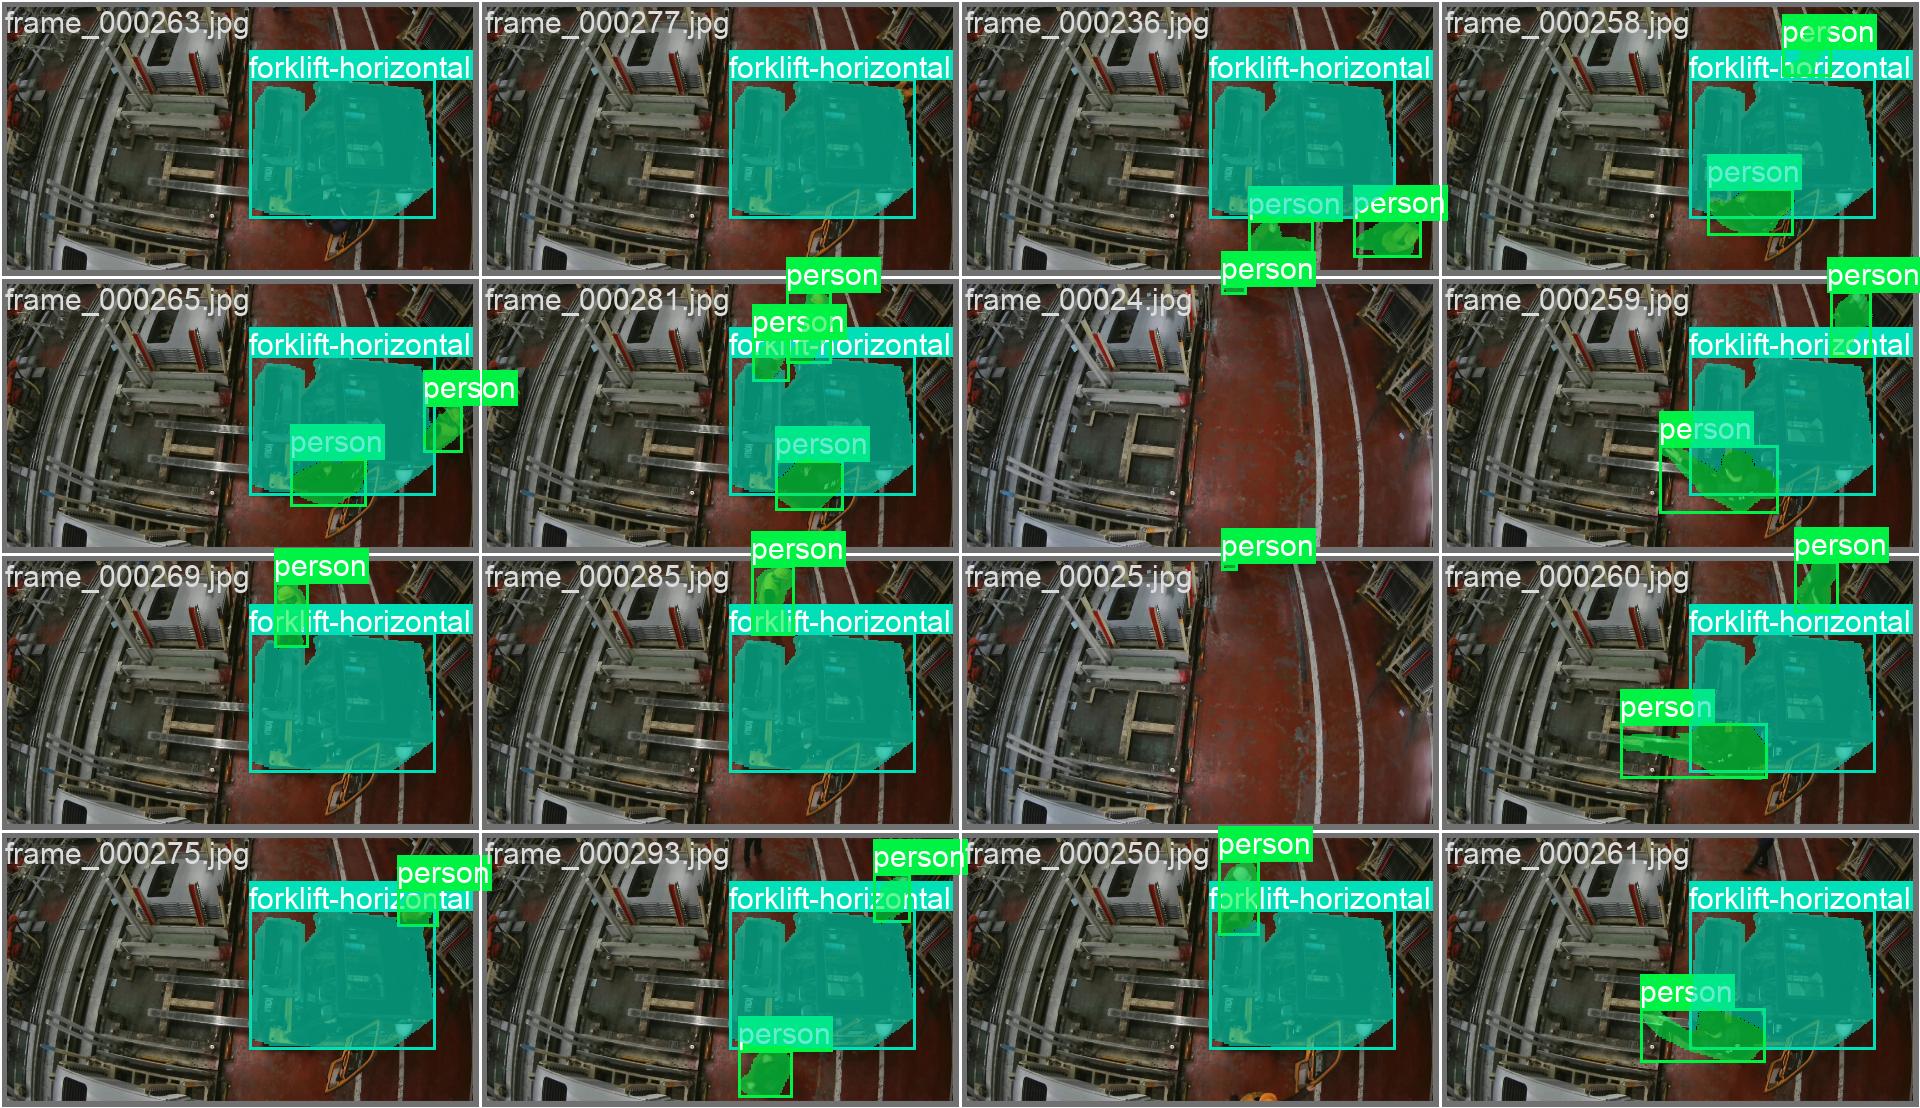 frame_000263.jpg
forklift-horizontal
frame_000277.jpg
forklift-horizontal
frame_000236.jpg
forklift-horizontal
person
person
frame_000258.jpg
person
forklift-horizontal
person
frame_000265.jpg
forklift-horizontal
person
person
frame_000281.jpg
person
person
forklift-horizontal
person
frame_00024.jpg
person
frame_000259.jpg
person
forklift-horizontal
person
frame_000269.jpg
person
forklift-horizontal
frame_000285.jpg
person
forklift-horizontal
frame_00025.jpg
person
frame_000260.jpg
person
forklift-horizontal
person
frame_000275.jpg
person
forklift-horizontal
frame_000293.jpg
person
forklift-horizontal
person
frame_000250.jpg
person
forklift-horizontal
frame_000261.jpg
forklift-horizontal
person